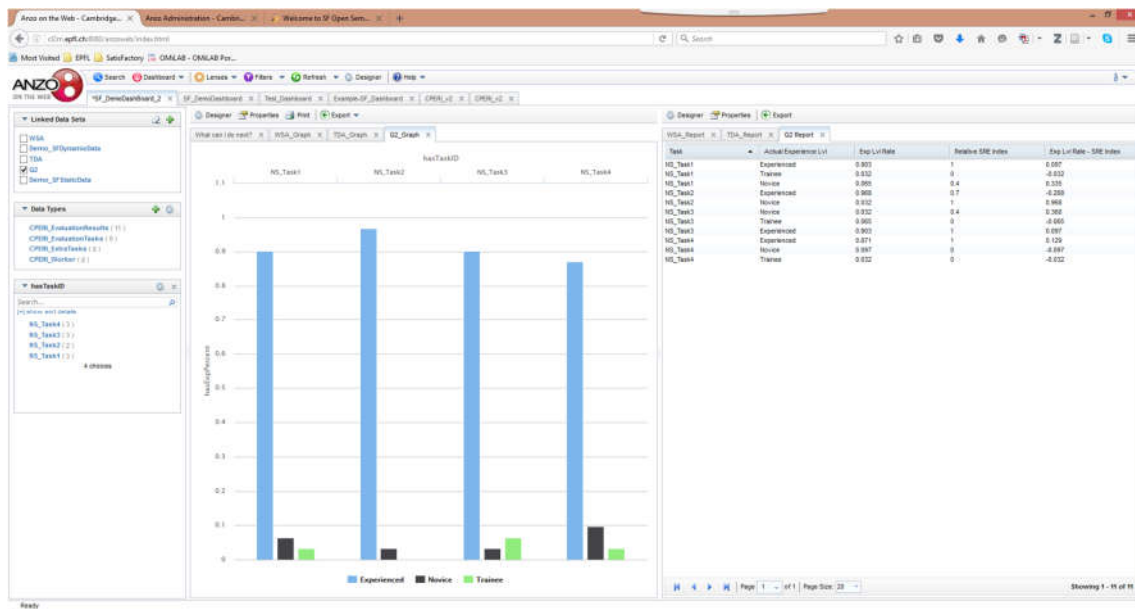 Anzo on the Web - Cambridge...
Anzo Administration - Cambri...
Welcome to SF Open Sem...
Search
Most Visited
EPFL
Satisfactory
OMiLAB - OMiLAB Por...
ANZO
ON THE WEB
Search
Dashboard
Lenses
Filters
Refresh
Designer
Help
*SF_DemoDashBoard_2
SF_DemoDashBoard
Test_Dashboard
Example-SF_Dashboard
CPERI_v2
CPERI_v2
Linked Data Sets
WSA
Demo_SFDynamicData
TDA
G2
Demo_SFStaticData
Data Types
CPERI_EvaluationResults ( 11 )
CPERI_EvaluationTasks
CPERI_ExtraTasks
CPERI_Worker
hasTaskID
Search...
[+] show sort details
NS_Task4 ( 3 )
NS_Task3 ( 3 )
NS_Task2 ( 2 )
NS_Task1 ( 3 )
4 choices
Designer
Properties
Print
Export
What can i do next?
WSA_Graph
TDA_Graph
G2_Graph
hasTaskID
NS_Task1 NS_Task2 NS_Task3 NS_Task4
1.1
1
0.9
0.8
0.7
0.6
0.5
0.4
0.3
0.2
0.1
0
hasExpPercent
Experienced Novice Trainee
Designer
Properties
Export
WSA_Report
TDA_Report
G2 Report
Task Actual Experience Lvl Exp Lvl Rate Relative SRE Index Exp Lvl Rate - SRE Index
NS_Task1 Experienced 0.903 1 0.097
NS_Task1 Trainee 0.032 0 -0.032
NS_Task1 Novice 0.065 0.4 0.335
NS_Task2 Experienced 0.968 0.7 -0.268
NS_Task2 Novice 0.032 1 0.968
NS_Task3 Novice 0.032 0.4 0.368
NS_Task3 Trainee 0.065 0 -0.065
NS_Task3 Experienced 0.903 1 0.097
NS_Task4 Experienced 0.871 1 0.129
NS_Task4 Novice 0.097 0 -0.097
NS_Task4 Trainee 0.032 0 -0.032
Page 1 of 1 Page Size: 20
Showing 1 - 11 of 11
Ready